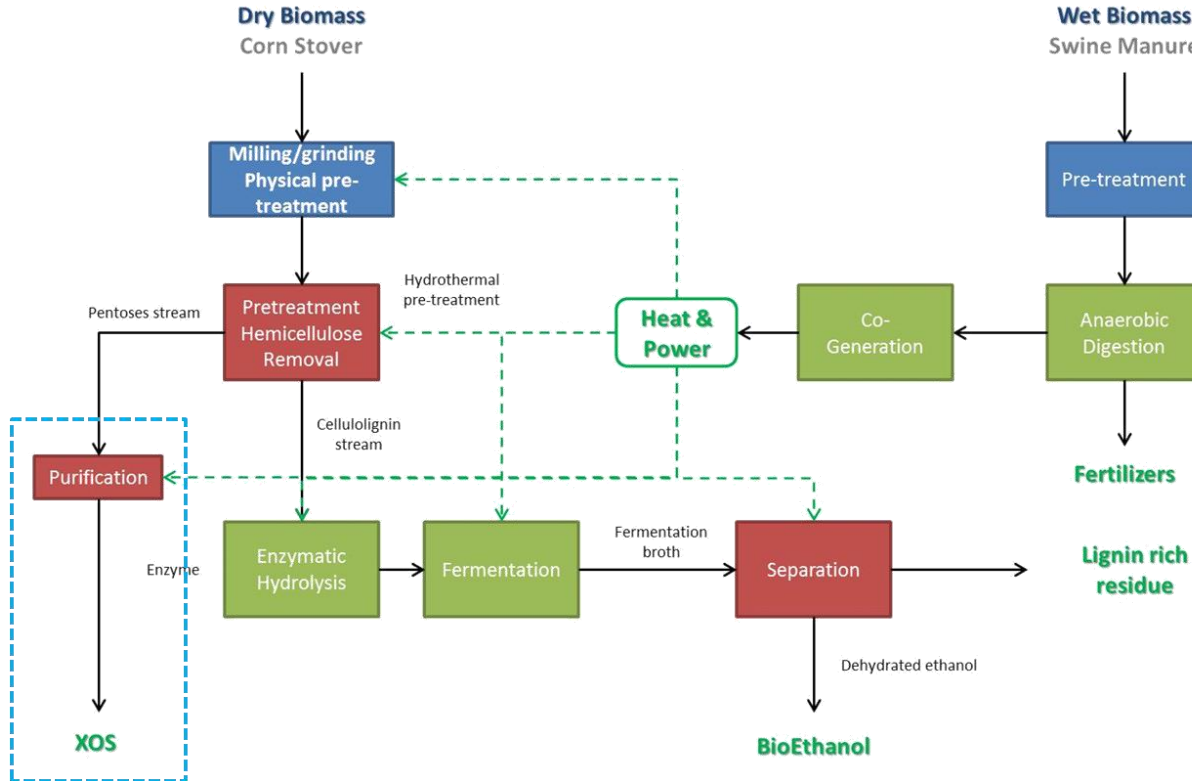 Dry Biomass
Corn Stover
Wet Biomass
Swine Manure
Milling/grinding
Physical pre-
treatment
Pre-treatment
Hydrothermal
pre-treatment
Pentoses stream
Pretreatment
Hemicellulose
Removal
Heat &
Power
Co-
Generation
Anaerobic
Digestion
Cellulolignin
stream
Purification
Fertilizers
Enzyme
Enzymatic
Hydrolysis
Fermentation
Fermentation
broth
Separation
Lignin rich
residue
Dehydrated ethanol
XOS
BioEthanol